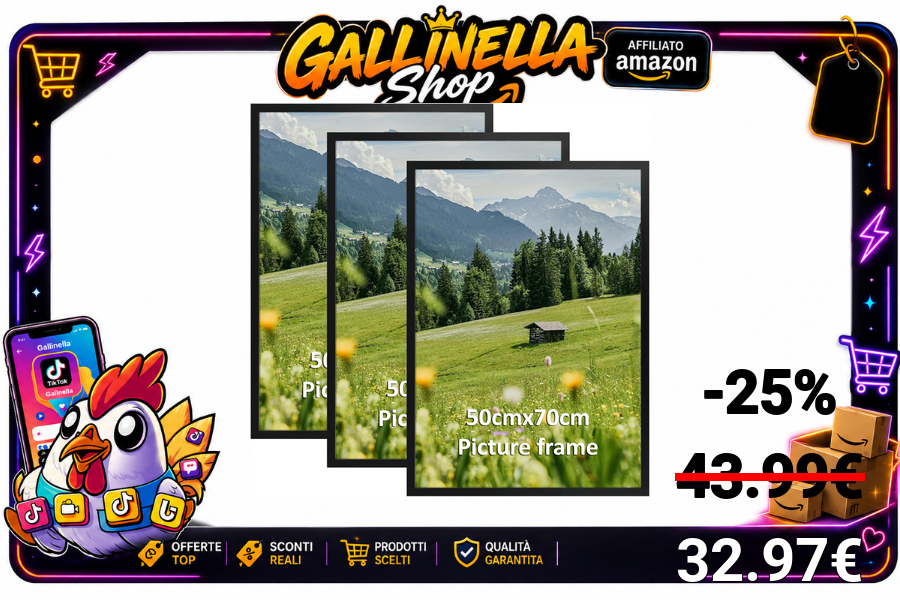 GALLINELLA
Shop
AFFILIATO
amazon
Gallinella
TikTok
Gallinella
50
Pic
50
Pic
50cmx70cm
Picture frame
-25%
43.99€
32.97€
OFFERTE
TOP
SCONTI
REALI
PRODOTTI
SCELTI
QUALITÀ
GARANTITA